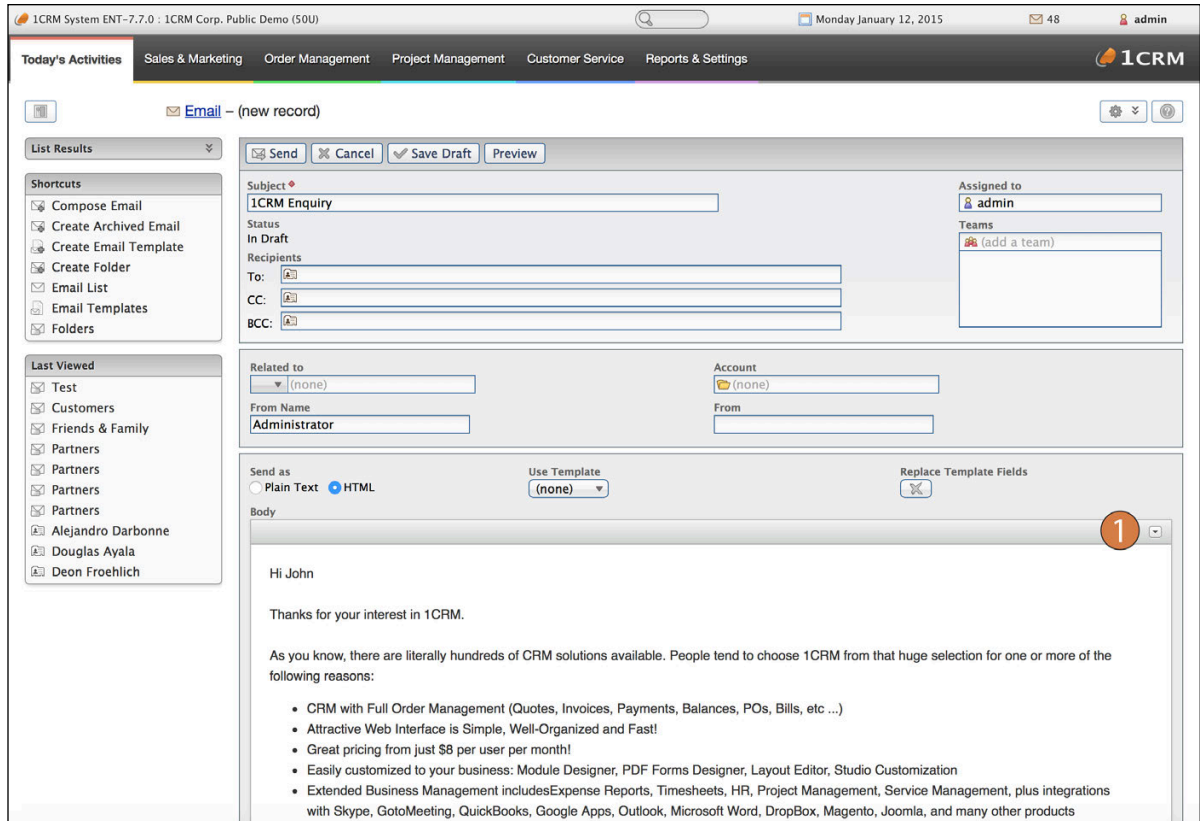 1CRM System ENT-7.7.0 : 1CRM Corp. Public Demo (50U)
Monday January 12, 2015
48
admin
Today's Activities
Sales & Marketing
Order Management
Project Management
Customer Service
Reports & Settings
1CRM
Email – (new record)
List Results
Shortcuts
Compose Email
Create Archived Email
Create Email Template
Create Folder
Email List
Email Templates
Folders
Last Viewed
Test
Customers
Friends & Family
Partners
Partners
Partners
Partners
Alejandro Darbonne
Douglas Ayala
Deon Froehlich
Send
Cancel
Save Draft
Preview
Subject
1CRM Enquiry
Status
In Draft
Recipients
To:
CC:
BCC:
Assigned to
admin
Teams
(add a team)
Related to
(none)
Account
(none)
From Name
Administrator
From
Send as
Plain Text
HTML
Use Template
(none)
Replace Template Fields
Body
1
Hi John
Thanks for your interest in 1CRM.
As you know, there are literally hundreds of CRM solutions available. People tend to choose 1CRM from that huge selection for one or more of the
following reasons:
• CRM with Full Order Management (Quotes, Invoices, Payments, Balances, POs, Bills, etc ...)
• Attractive Web Interface is Simple, Well-Organized and Fast!
• Great pricing from just $8 per user per month!
• Easily customized to your business: Module Designer, PDF Forms Designer, Layout Editor, Studio Customization
• Extended Business Management includesExpense Reports, Timesheets, HR, Project Management, Service Management, plus integrations
with Skype, GotoMeeting, QuickBooks, Google Apps, Outlook, Microsoft Word, DropBox, Magento, Joomla, and many other products